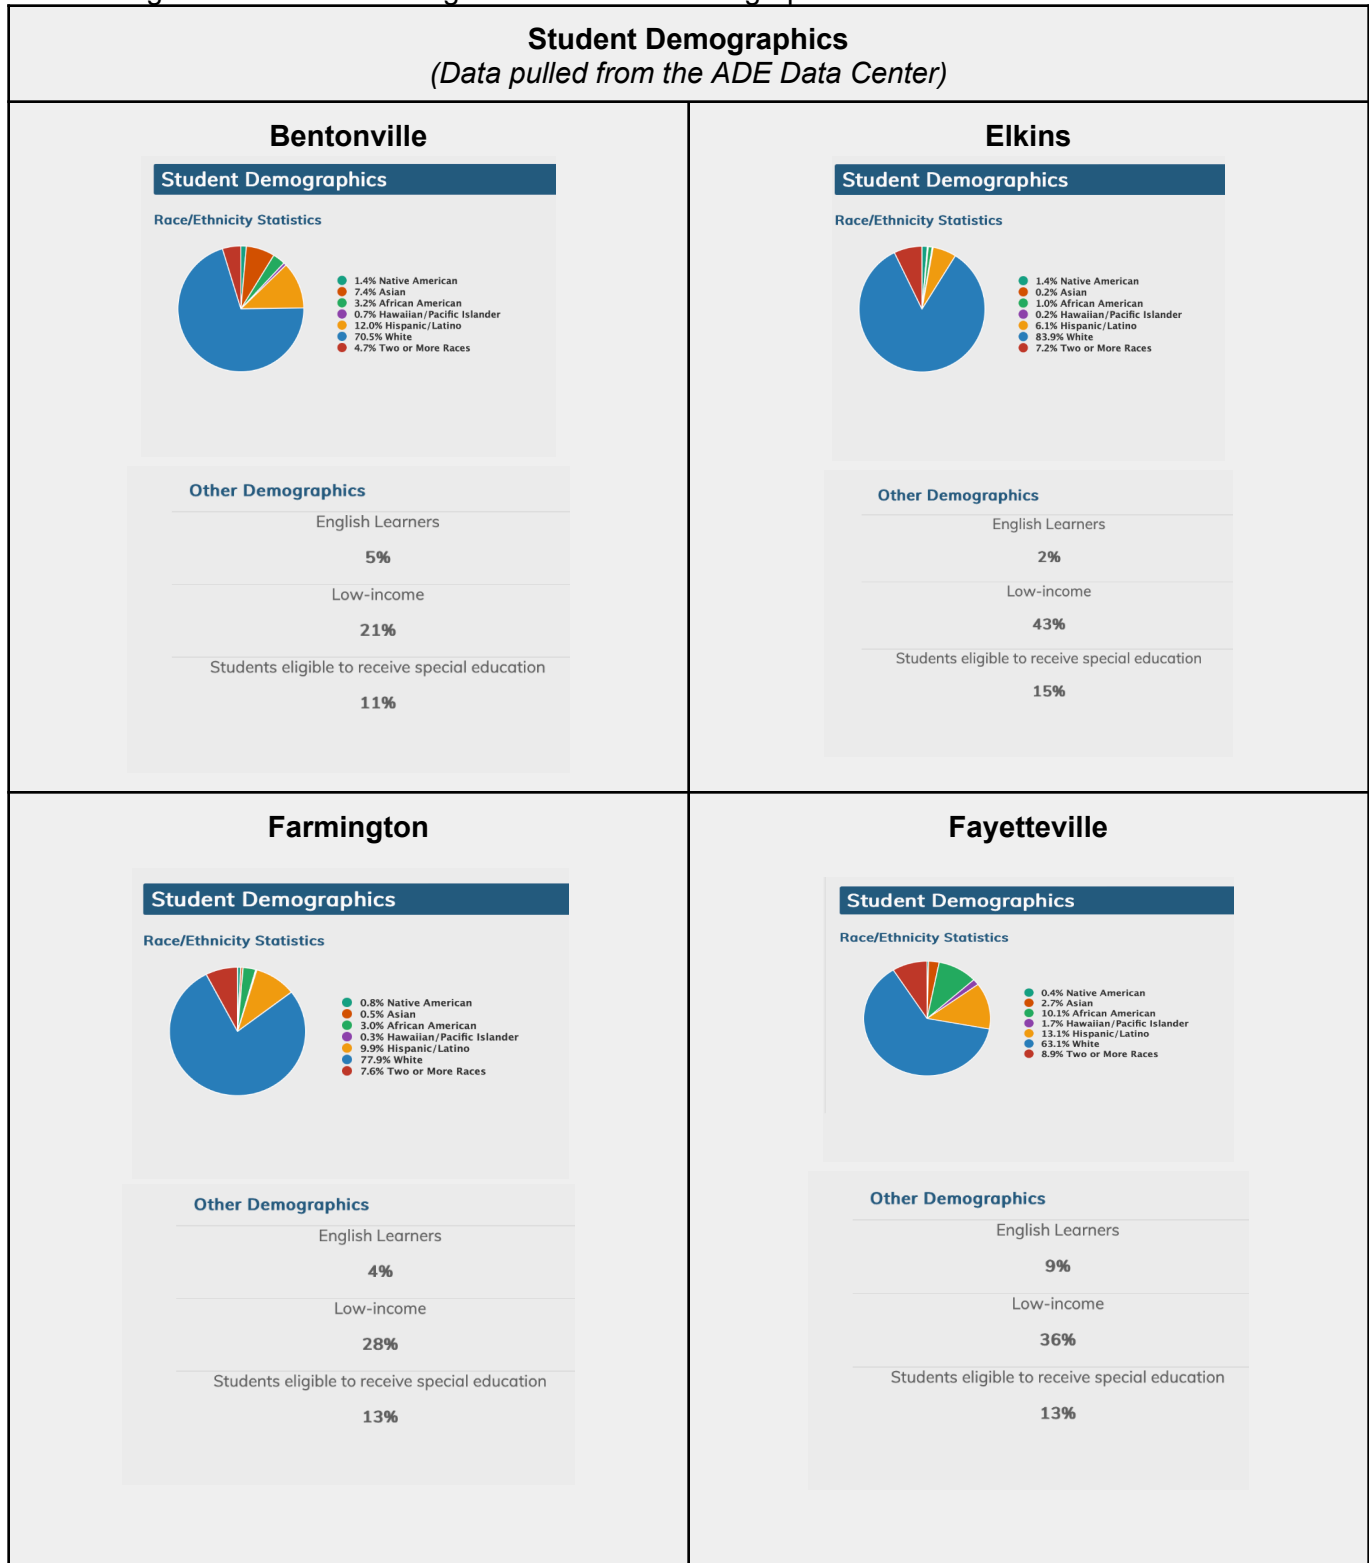 Student Demographics
(Data pulled from the ADE Data Center)
Bentonville
Student Demographics
Race/Ethnicity Statistics
1.4% Native American
7.4% Asian
3.2% African American
0.7% Hawaiian/Pacific Islander
12.0% Hispanic/Latino
70.5% White
4.7% Two or More Races
Other Demographics
English Learners
5%
Low-income
21%
Students eligible to receive special education
11%
Elkins
Student Demographics
Race/Ethnicity Statistics
1.4% Native American
0.2% Asian
1.0% African American
0.2% Hawaiian/Pacific Islander
6.1% Hispanic/Latino
83.9% White
7.2% Two or More Races
Other Demographics
English Learners
2%
Low-income
43%
Students eligible to receive special education
15%
Farmington
Student Demographics
Race/Ethnicity Statistics
0.8% Native American
0.5% Asian
3.0% African American
0.3% Hawaiian/Pacific Islander
9.9% Hispanic/Latino
77.9% White
7.6% Two or More Races
Other Demographics
English Learners
4%
Low-income
28%
Students eligible to receive special education
13%
Fayetteville
Student Demographics
Race/Ethnicity Statistics
0.4% Native American
2.7% Asian
10.1% African American
1.7% Hawaiian/Pacific Islander
13.1% Hispanic/Latino
63.1% White
8.9% Two or More Races
Other Demographics
English Learners
9%
Low-income
36%
Students eligible to receive special education
13%